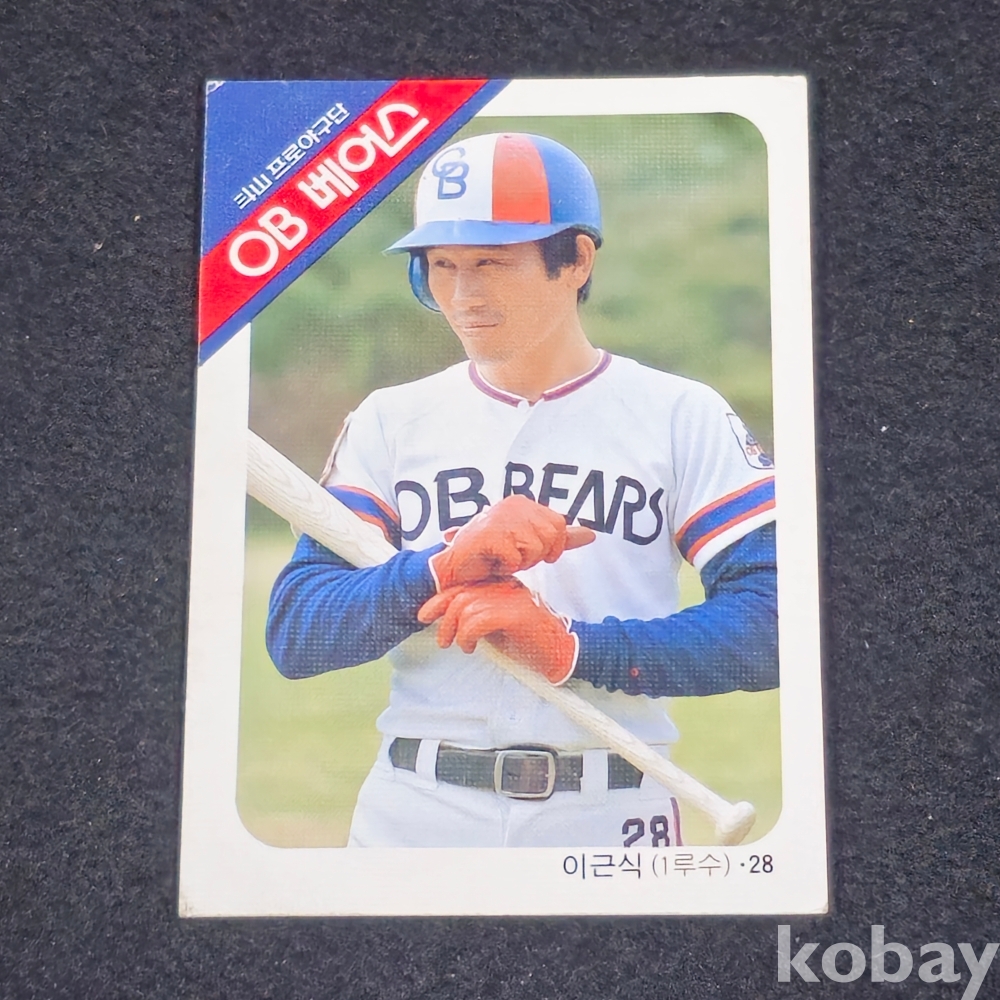 프로야구단
OB 베어스
OB
OB BEARS
28
이근식 (1루수) ·28
kobay